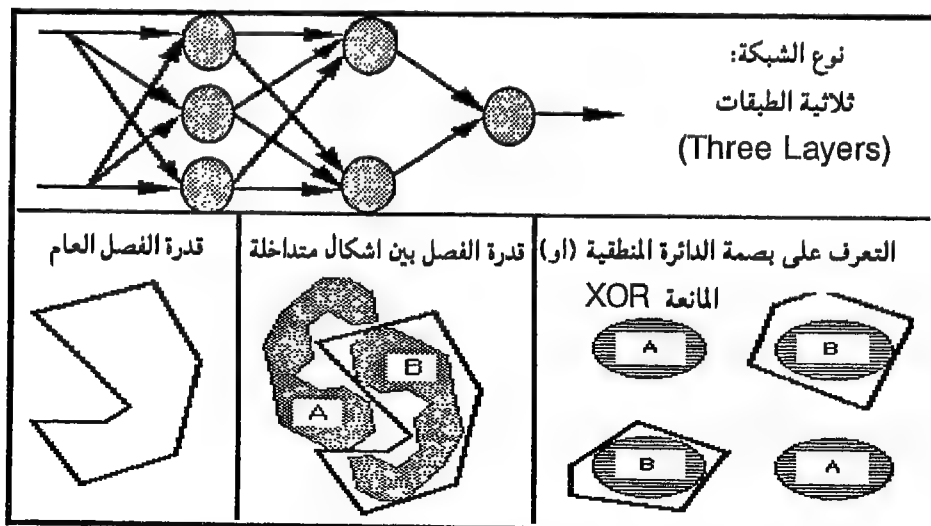 نوع الشبكة:
ثلاثية الطبقات
(Three Layers)
التعرف على بصمة الدائرة المنطقية (او)
المانعة XOR
A
B
B
A
قدرة الفصل بين اشكال متداخلة
B
A
قدرة الفصل العام